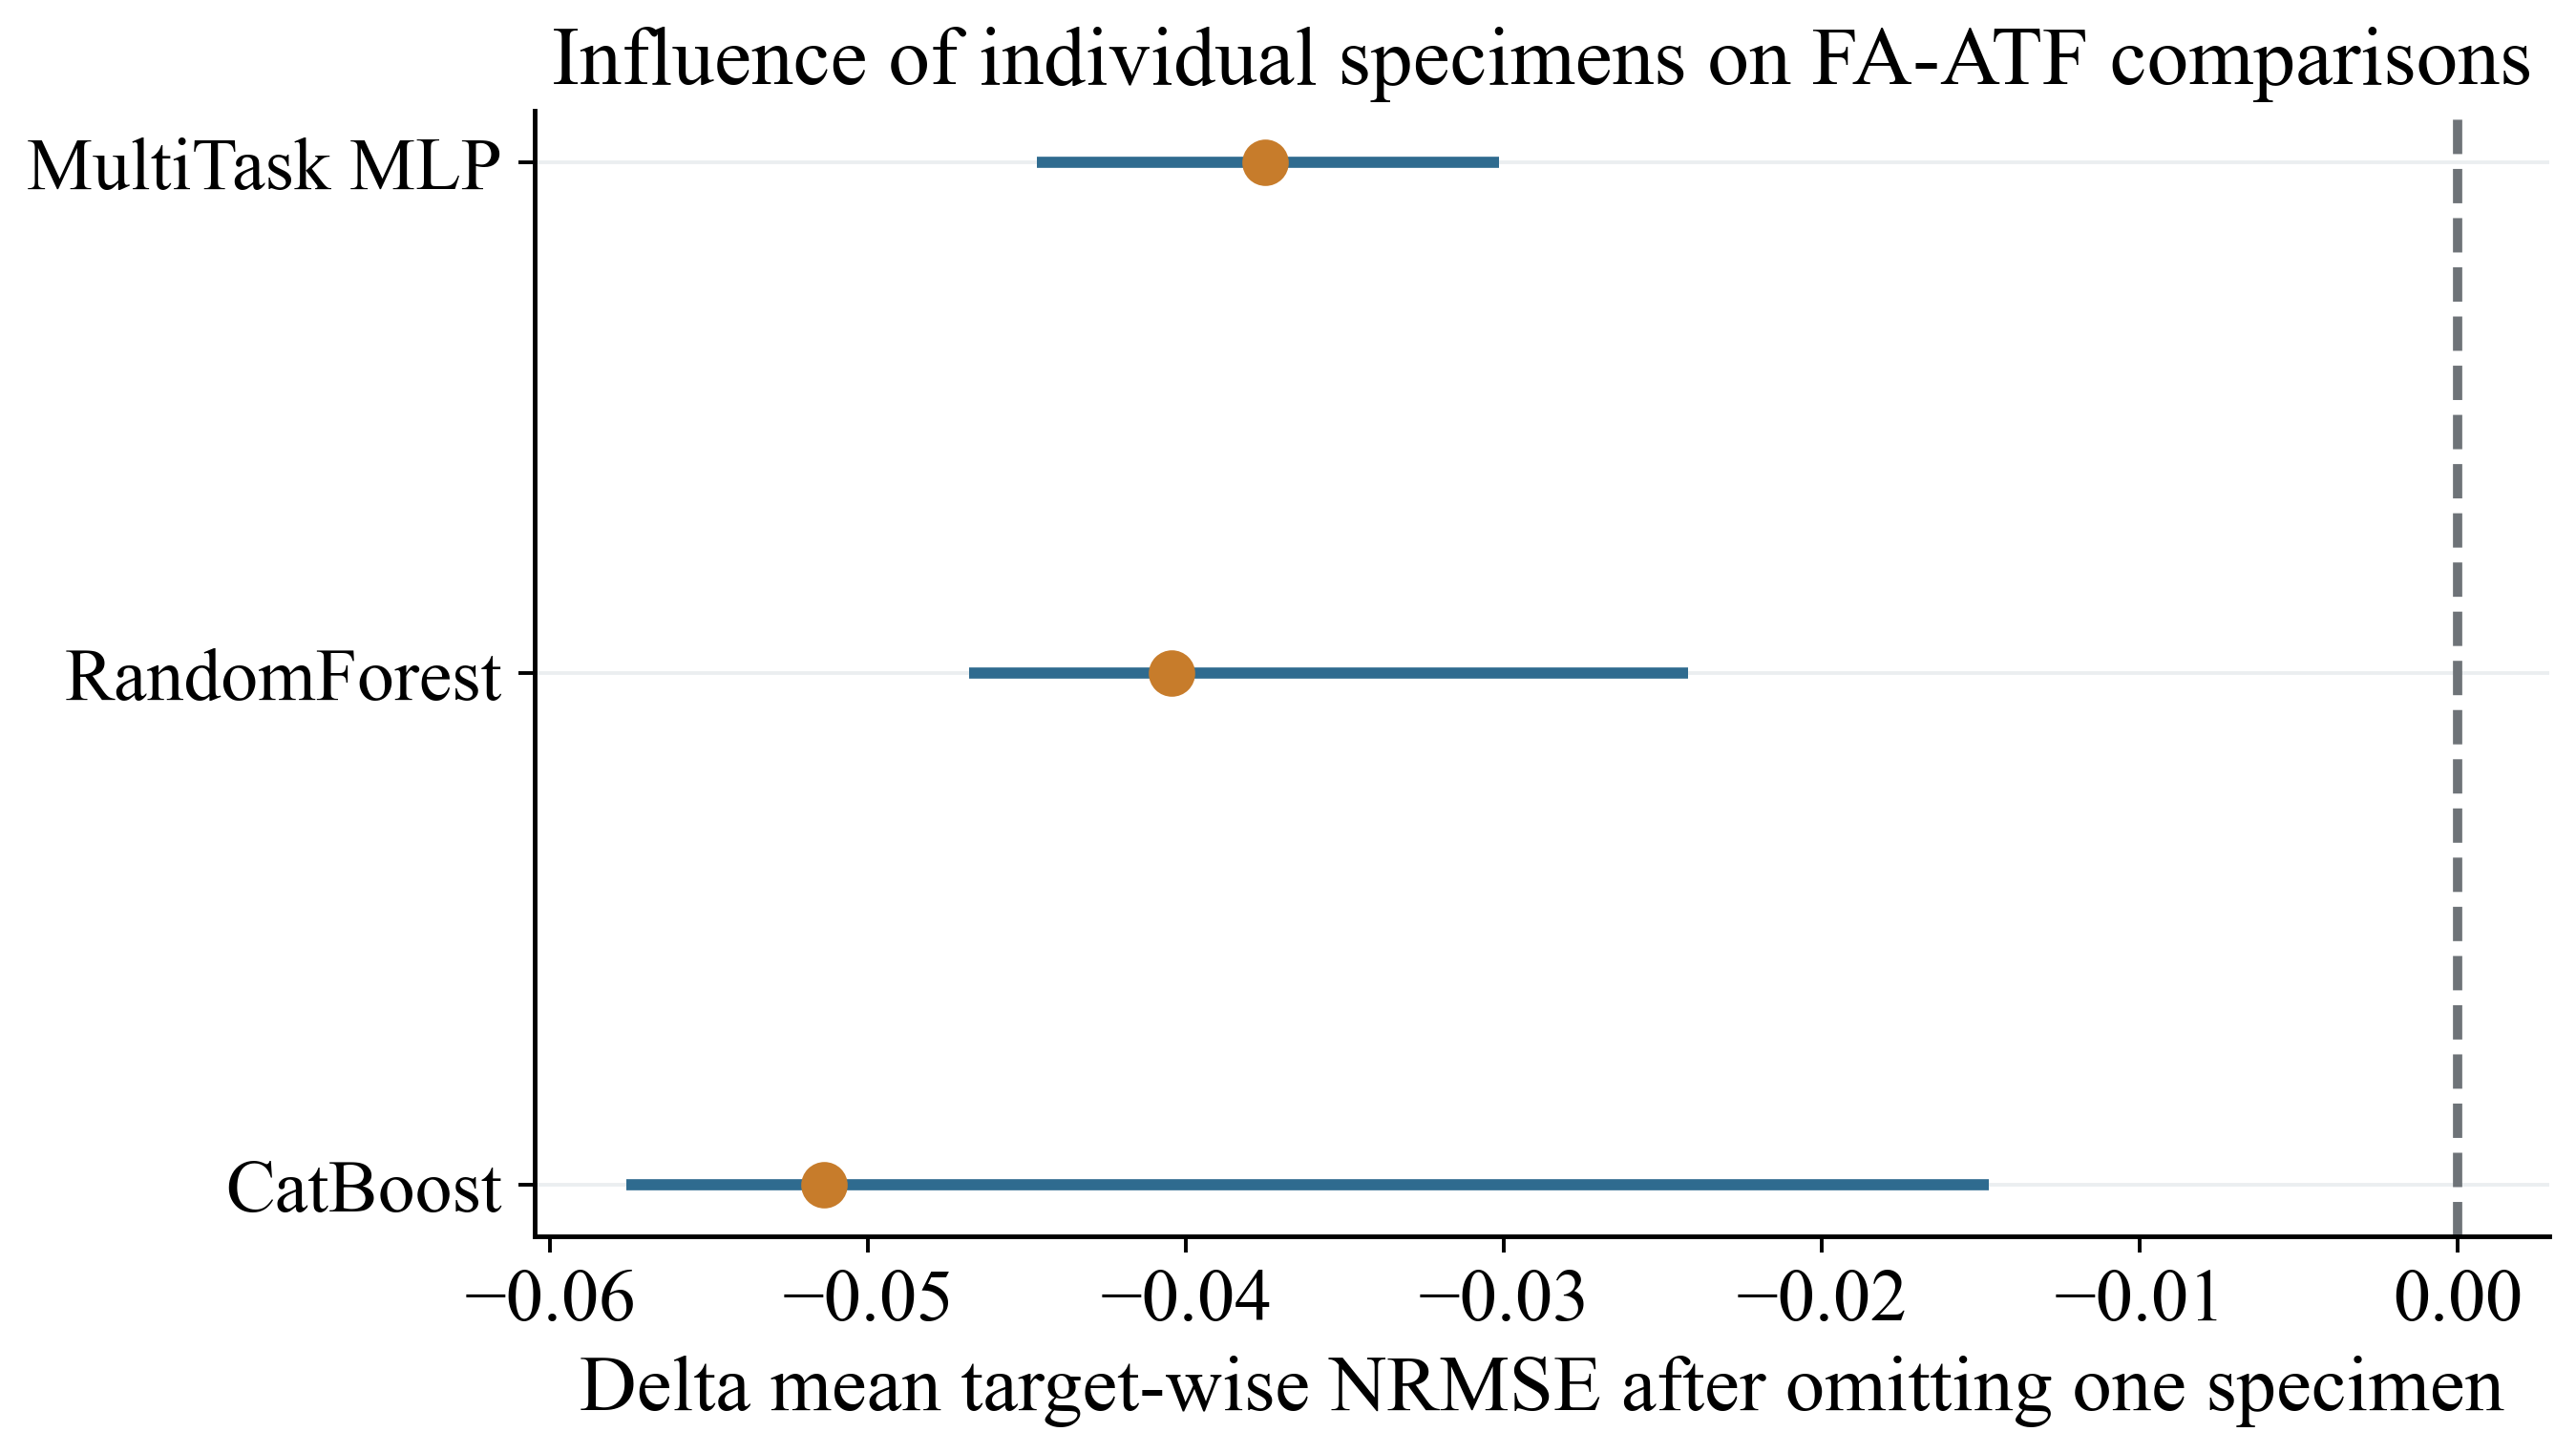 Influence of individual specimens on FA-ATF comparisons
MultiTask MLP
RandomForest
CatBoost
−0.06 −0.05 −0.04 −0.03 −0.02 −0.01 0.00
Delta mean target-wise NRMSE after omitting one specimen